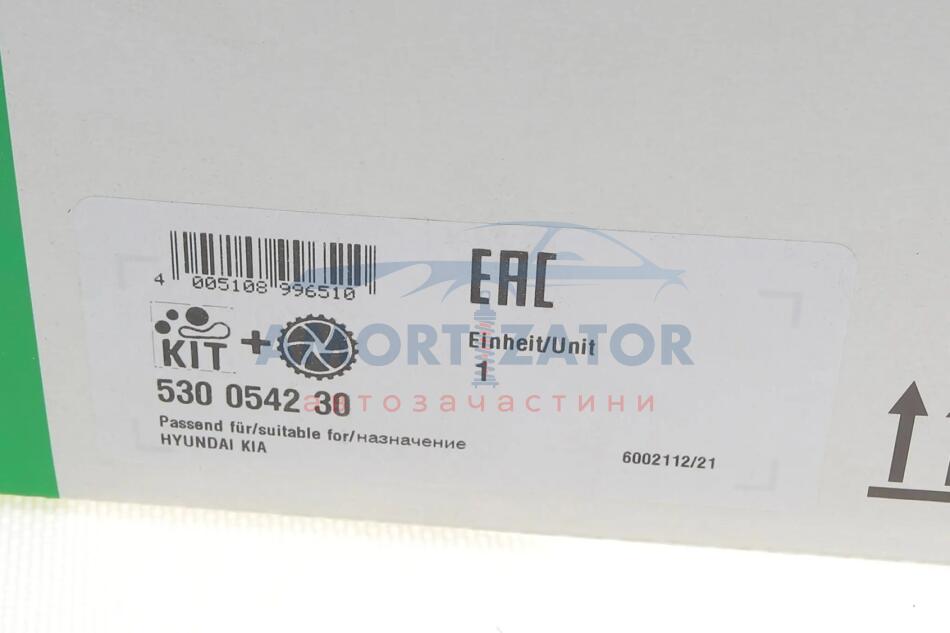 4 005108 996510
EAC
KIT +
AMORTIZATOR
Einheit/Unit
1
530 0542 30
автозачастини
Passend für/suitable for/назначение
HYUNDAI KIA
6002112/21